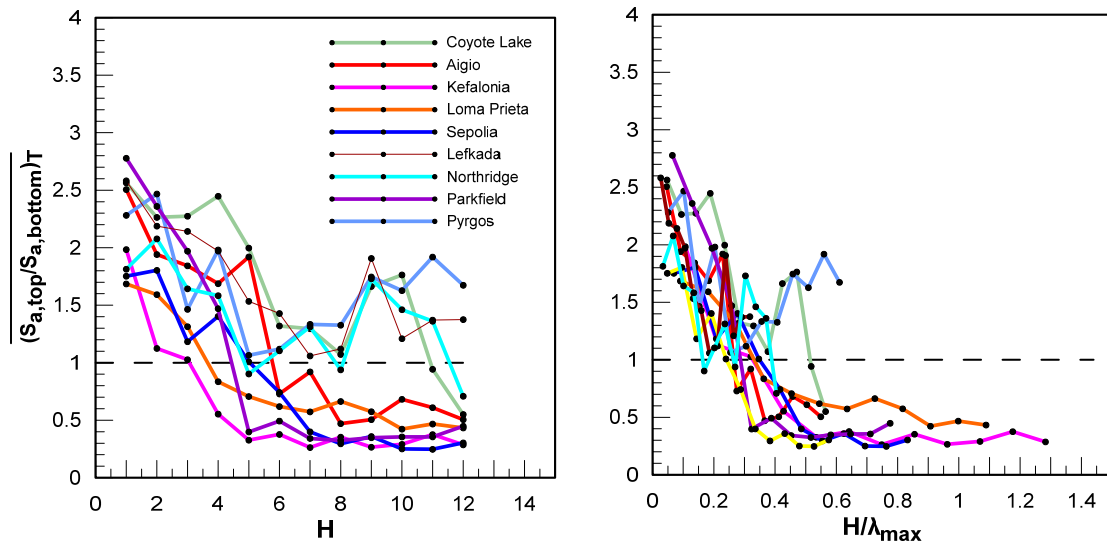 4
3.5
3
2.5
2
1.5
1
0.5
0
0 2 4 6 8 10 12 14
H
(Sa,top/Sa,bottom)T
Coyote Lake
Aigio
Kefalonia
Loma Prieta
Sepolia
Lefkada
Northridge
Parkfield
Pyrgos
4
3.5
3
2.5
2
1.5
1
0.5
0
0 0.2 0.4 0.6 0.8 1 1.2 1.4
H/λmax